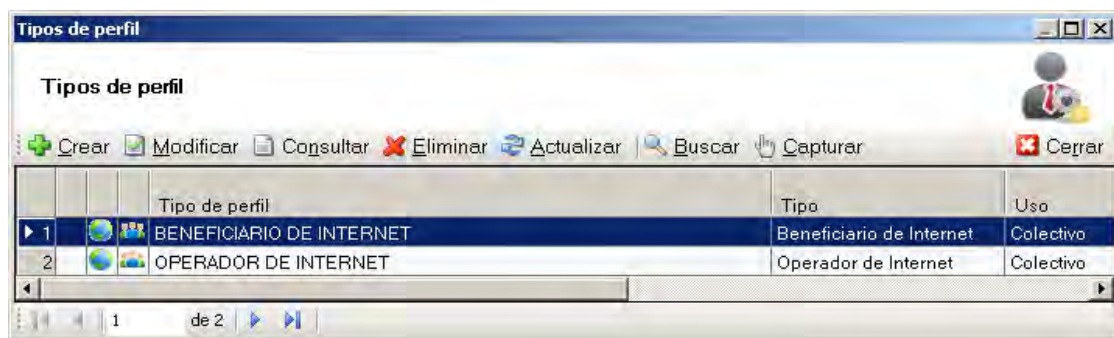 Tipos de perfil
Tipos de perfil
Crear Modificar Consultar Eliminar Actualizar Buscar Capturar Cerrar
Tipo de perfil Tipo Uso
1 BENEFICIARIO DE INTERNET Beneficiario de Internet Colectivo
2 OPERADOR DE INTERNET Operador de Internet Colectivo
1 de 2